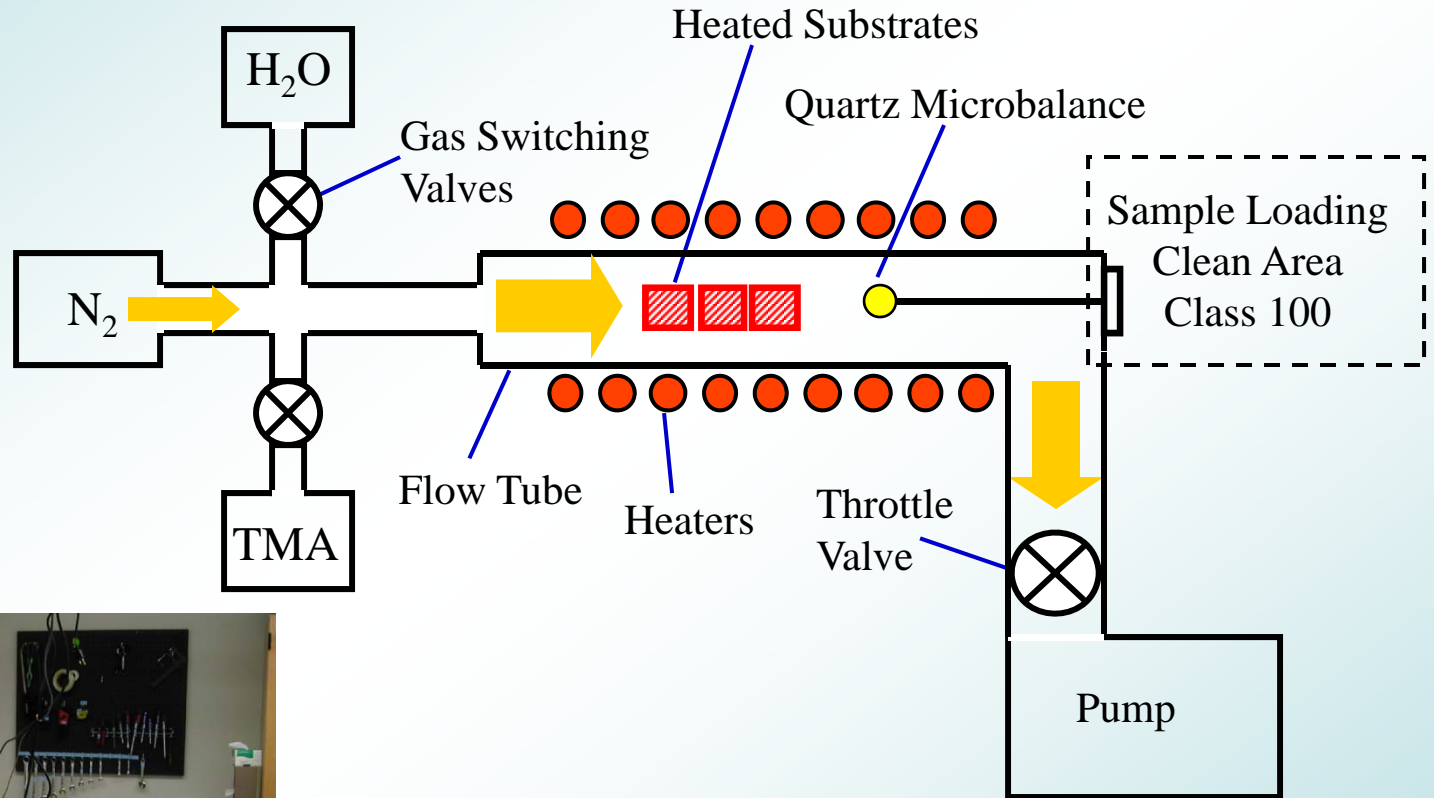 Heated Substrates
H₂O
Quartz Microbalance
Gas Switching
Valves
Sample Loading
Clean Area
Class 100
N₂
Flow Tube
Heaters
Throttle
Valve
TMA
Pump